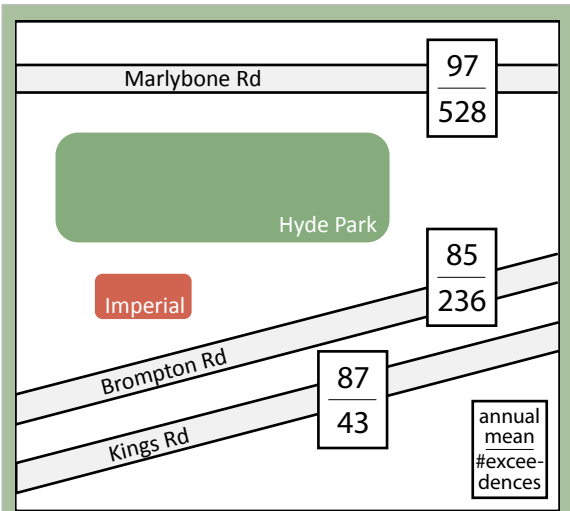 Marlybone Rd
97
528
Hyde Park
85
236
Imperial
Brompton Rd
87
43
Kings Rd
annual
mean
#excee-
dences